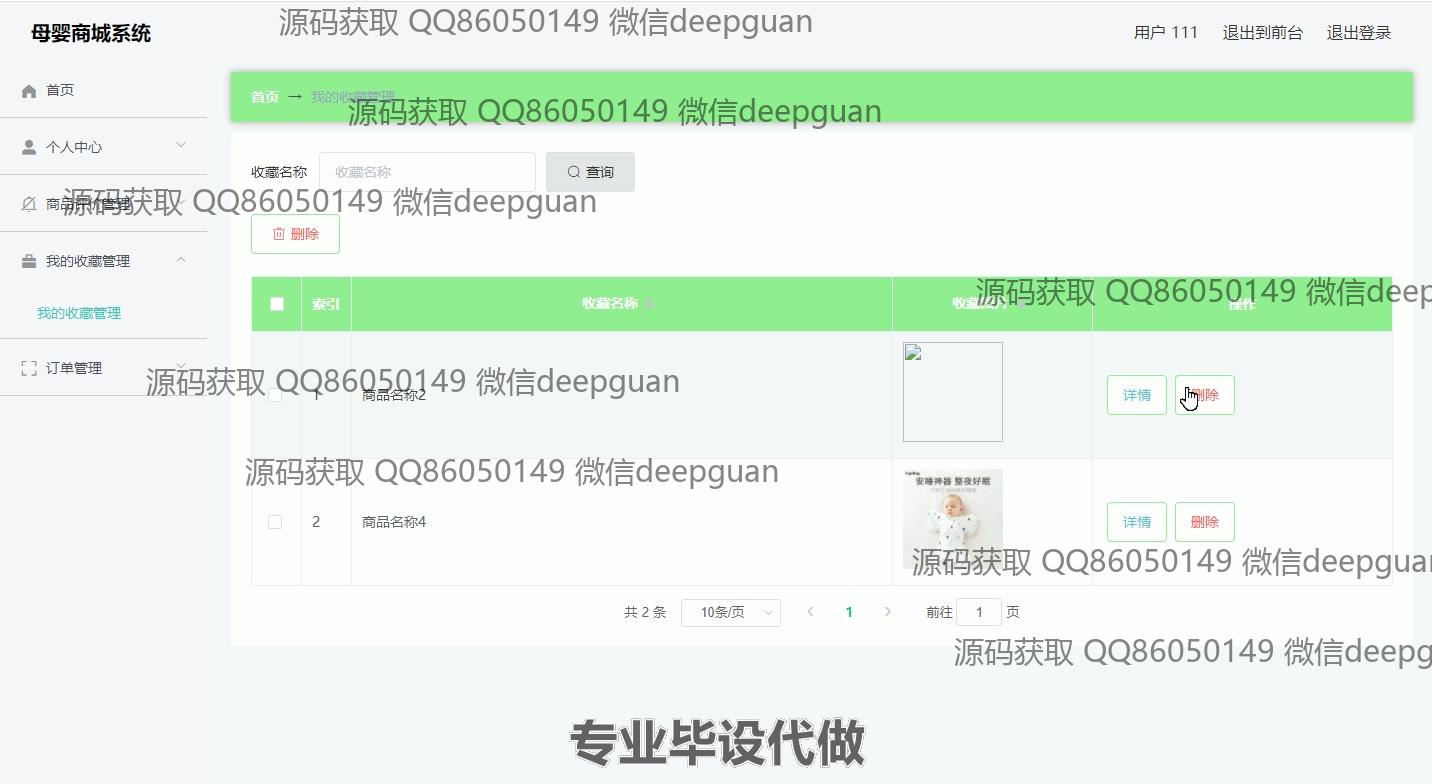 母婴商城系统
源码获取 QQ86050149 微信deepguan
用户 111
退出到前台
退出登录
首页
首页 → 我的收藏管理
源码获取 QQ86050149 微信deepguan
个人中心
收藏名称
收藏名称
查询
商品评价管理
源码获取 QQ86050149 微信deepguan
删除
我的收藏管理
我的收藏管理
索引
收藏名称
收藏图片
操作
源码获取 QQ86050149 微信deep
订单管理
源码获取 QQ86050149 微信deepguan
1
商品名称2
详情
删除
源码获取 QQ86050149 微信deepguan
安睡神器 整夜好眠
2
商品名称4
详情
删除
源码获取 QQ86050149 微信deepguan
共 2 条
10条/页
1
前往 1 页
源码获取 QQ86050149 微信deepg
专业毕设代做